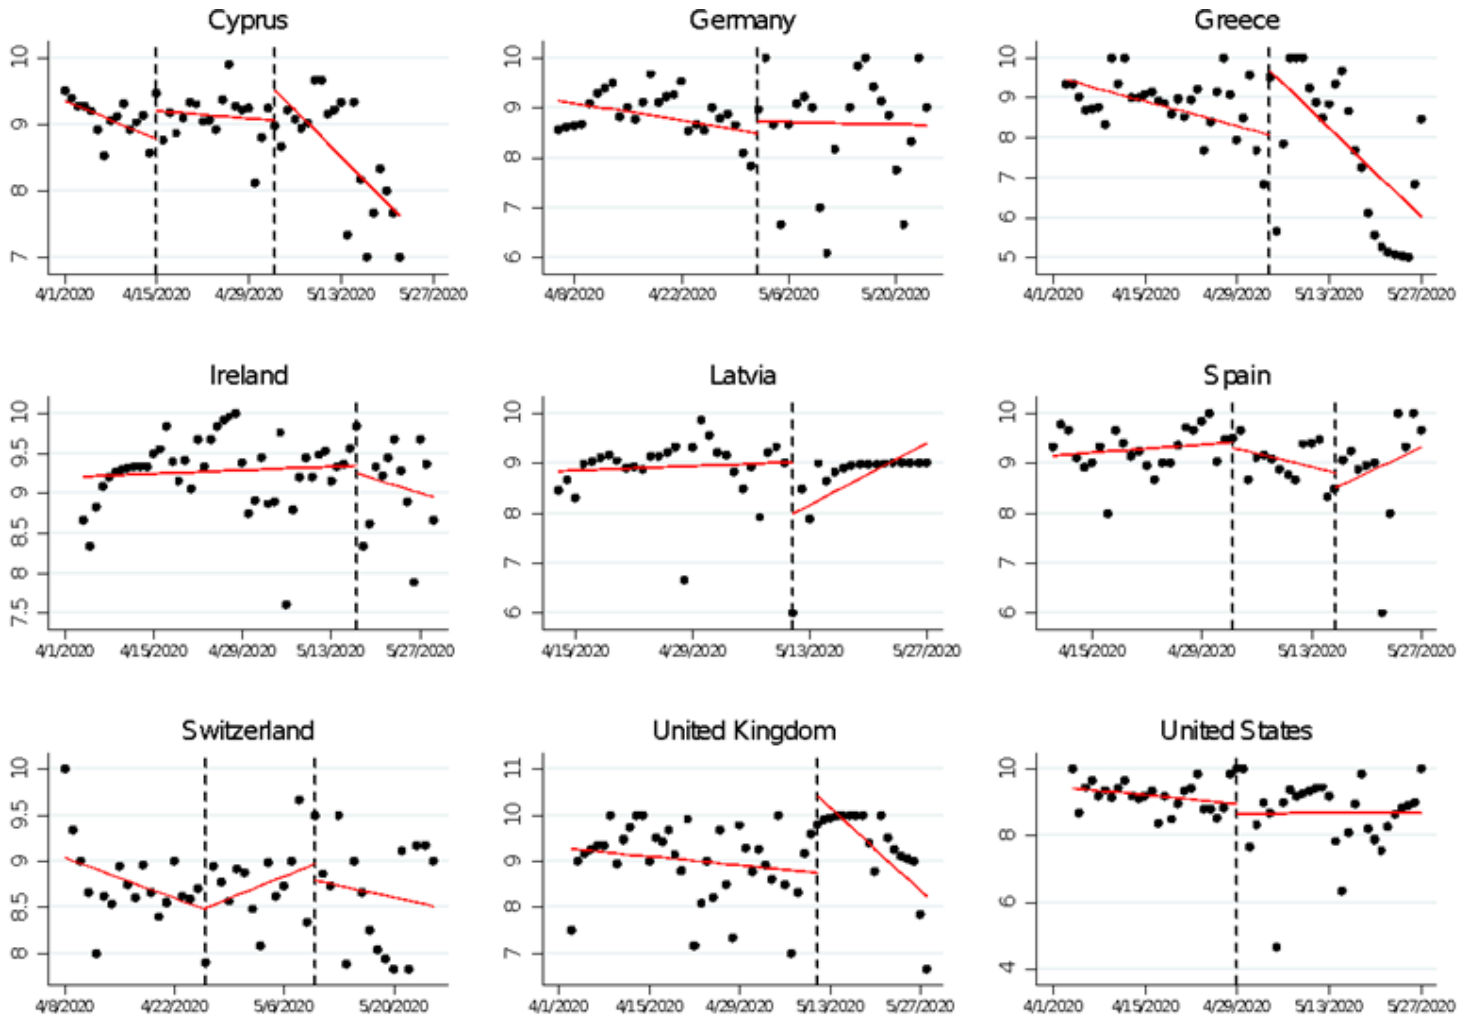 Cyprus Germany Greece
10 9 8 7
4/1/2020 4/15/2020 4/29/2020 5/13/2020 5/27/2020
10 9 8 7 6
4/8/2020 4/22/2020 5/6/2020 5/20/2020
10 9 8 7 6 5
4/1/2020 4/15/2020 4/29/2020 5/13/2020 5/27/2020
Ireland Latvia Spain
10 9.5 9 8.5 8 7.5
4/1/2020 4/15/2020 4/29/2020 5/13/2020 5/27/2020
10 9 8 7 6
4/15/2020 4/29/2020 5/13/2020 5/27/2020
10 9 8 7 6
4/15/2020 4/29/2020 5/13/2020 5/27/2020
Switzerland United Kingdom United States
10 9.5 9 8.5 8
4/8/2020 4/22/2020 5/6/2020 5/20/2020
11 10 9 8 7
4/1/2020 4/15/2020 4/29/2020 5/13/2020 5/27/2020
10 8 6 4
4/1/2020 4/15/2020 4/29/2020 5/13/2020 5/27/2020